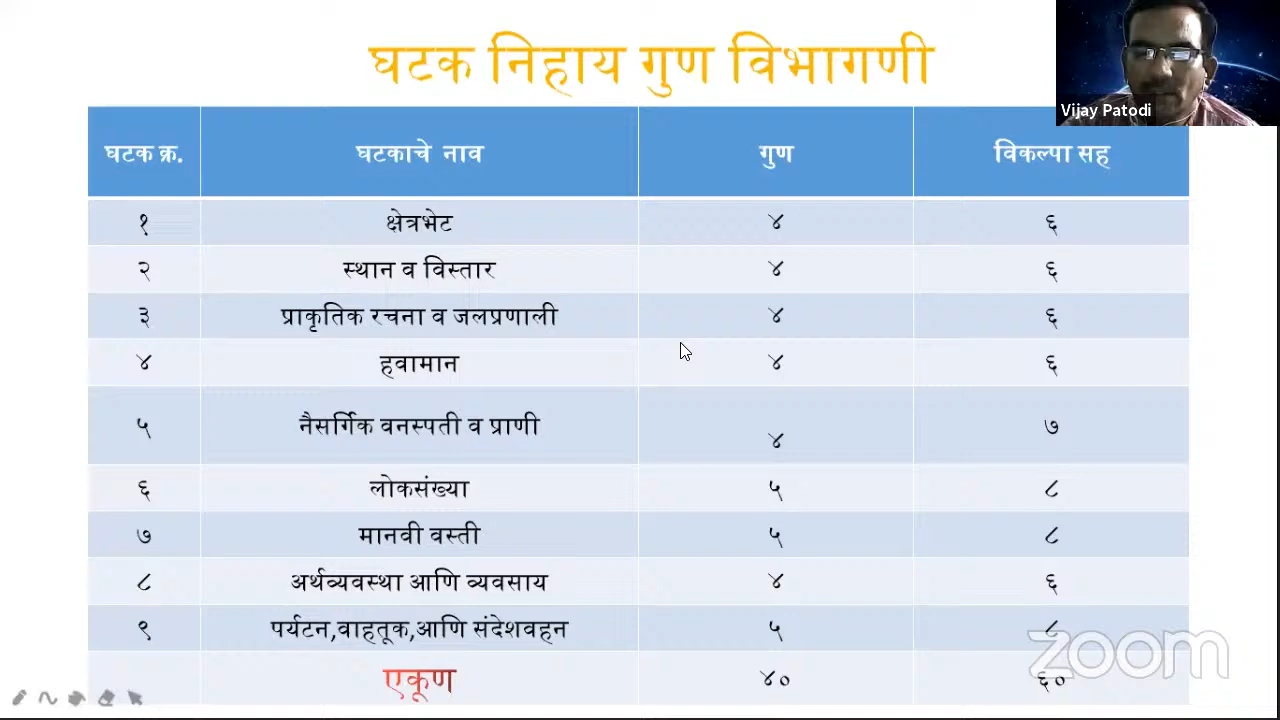 घटक निहाय गुण विभागणी
Vijay Patodi
घटक क्र. घटकाचे नाव गुण विकल्पा सह
१ क्षेत्रभेट ४ ६
२ स्थान व विस्तार ४ ६
३ प्राकृतिक रचना व जलप्रणाली ४ ६
४ हवामान ४ ६
५ नैसर्गिक वनस्पती व प्राणी ४ ७
६ लोकसंख्या ५ ८
७ मानवी वस्ती ५ ८
८ अर्थव्यवस्था आणि व्यवसाय ४ ६
९ पर्यटन,वाहतूक,आणि संदेशवहन ५ ८
एकूण ४० ६०
zoom